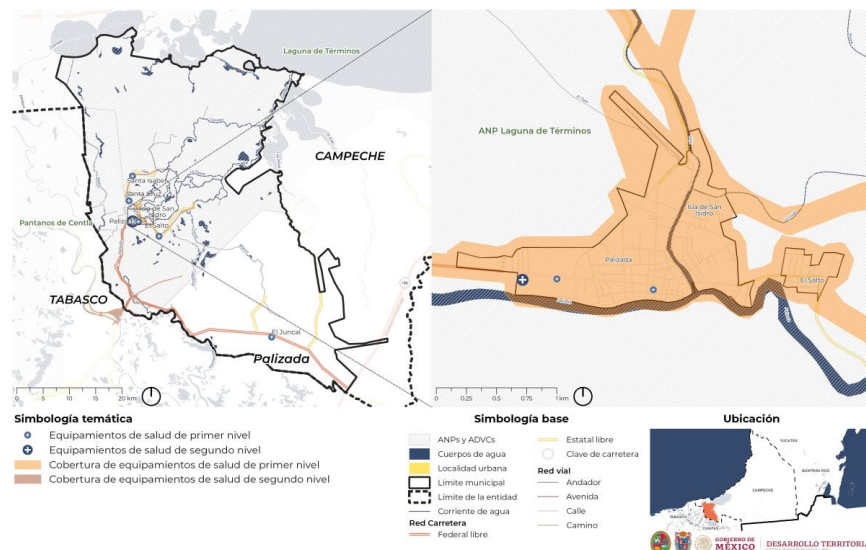 Laguna de Términos
CAMPECHE
Santa Isabel
Santa Cruz
Isla de San
Isidro
Palizada
El Salto
Pantanos de Centla
TABASCO
El Juncal
Palizada
0 10 20 km
ANP Laguna de Términos
Isla de San
Isidro
Palizada
El Salto
0 0.25 0.5 0.75 1 km
Simbología temática
Equipamientos de salud de primer nivel
Equipamientos de salud de segundo nivel
Cobertura de equipamientos de salud de primer nivel
Cobertura de equipamientos de salud de segundo nivel
Simbología base
ANPs y ADVCs
Cuerpos de agua
Localidad urbana
Límite municipal
Límite de la entidad
Corriente de agua
Red Carretera
Federal libre
Estatal libre
Clave de carretera
Red vial
Andador
Avenida
Calle
Camino
Ubicación
YUCATÁN
QUINTANA ROO
CAMPECHE
TABASCO
CHIAPAS
GOBIERNO DE
MÉXICO
DESARROLLO TERRITORIA